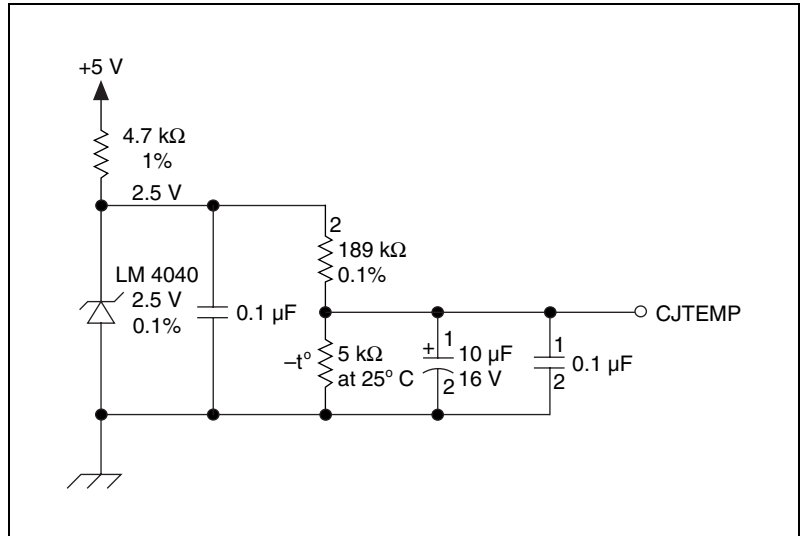 +5 V
4.7 kΩ
1%
2.5 V
2
189 kΩ
0.1%
LM 4040
2.5 V
0.1%
0.1 µF
CJTEMP
–t°
5 kΩ
at 25° C
+
1
10 µF
2
16 V
1
0.1 µF
2